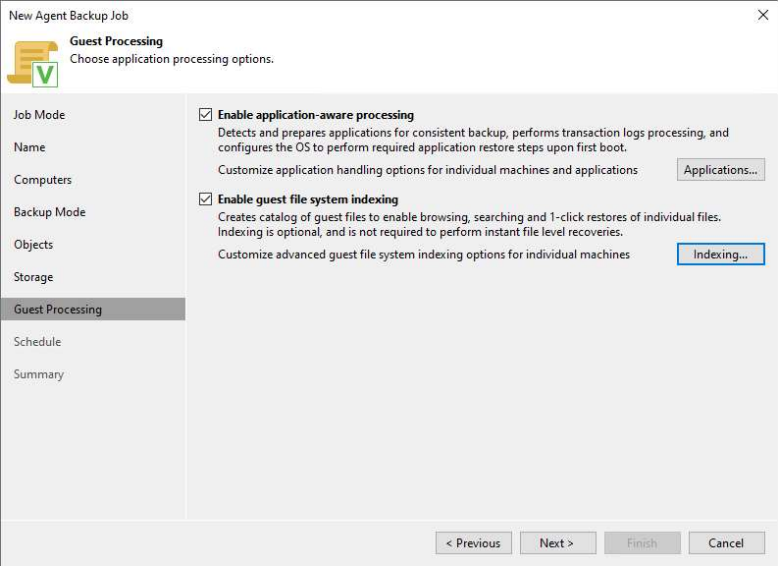 New Agent Backup Job
Guest Processing
Choose application processing options.
V
Job Mode
Name
Computers
Backup Mode
Objects
Storage
Guest Processing
Schedule
Summary
Enable application-aware processing
Detects and prepares applications for consistent backup, performs transaction logs processing, and
configures the OS to perform required application restore steps upon first boot.
Customize application handling options for individual machines and applications
Applications...
Enable guest file system indexing
Creates catalog of guest files to enable browsing, searching and 1-click restores of individual files.
Indexing is optional, and is not required to perform instant file level recoveries.
Customize advanced guest file system indexing options for individual machines
Indexing...
< Previous
Next >
Finish
Cancel